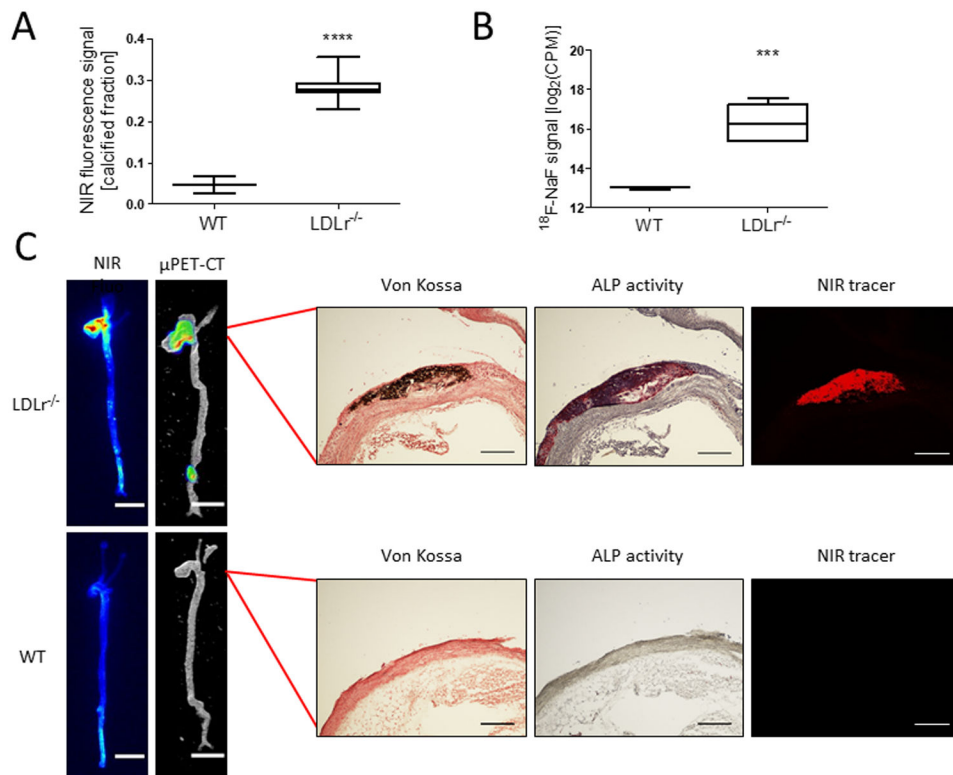 A
NIR fluorescence signal
[calcified fraction]
0.4
0.3
0.2
0.1
0.0
****
WT
LDLr-/-
B
18F-NaF signal [log2(CPM)]
20
18
16
14
12
***
WT
LDLr-/-
C
NIR
µPET-CT
Von Kossa
ALP activity
NIR tracer
LDLr-/-
Von Kossa
ALP activity
NIR tracer
WT